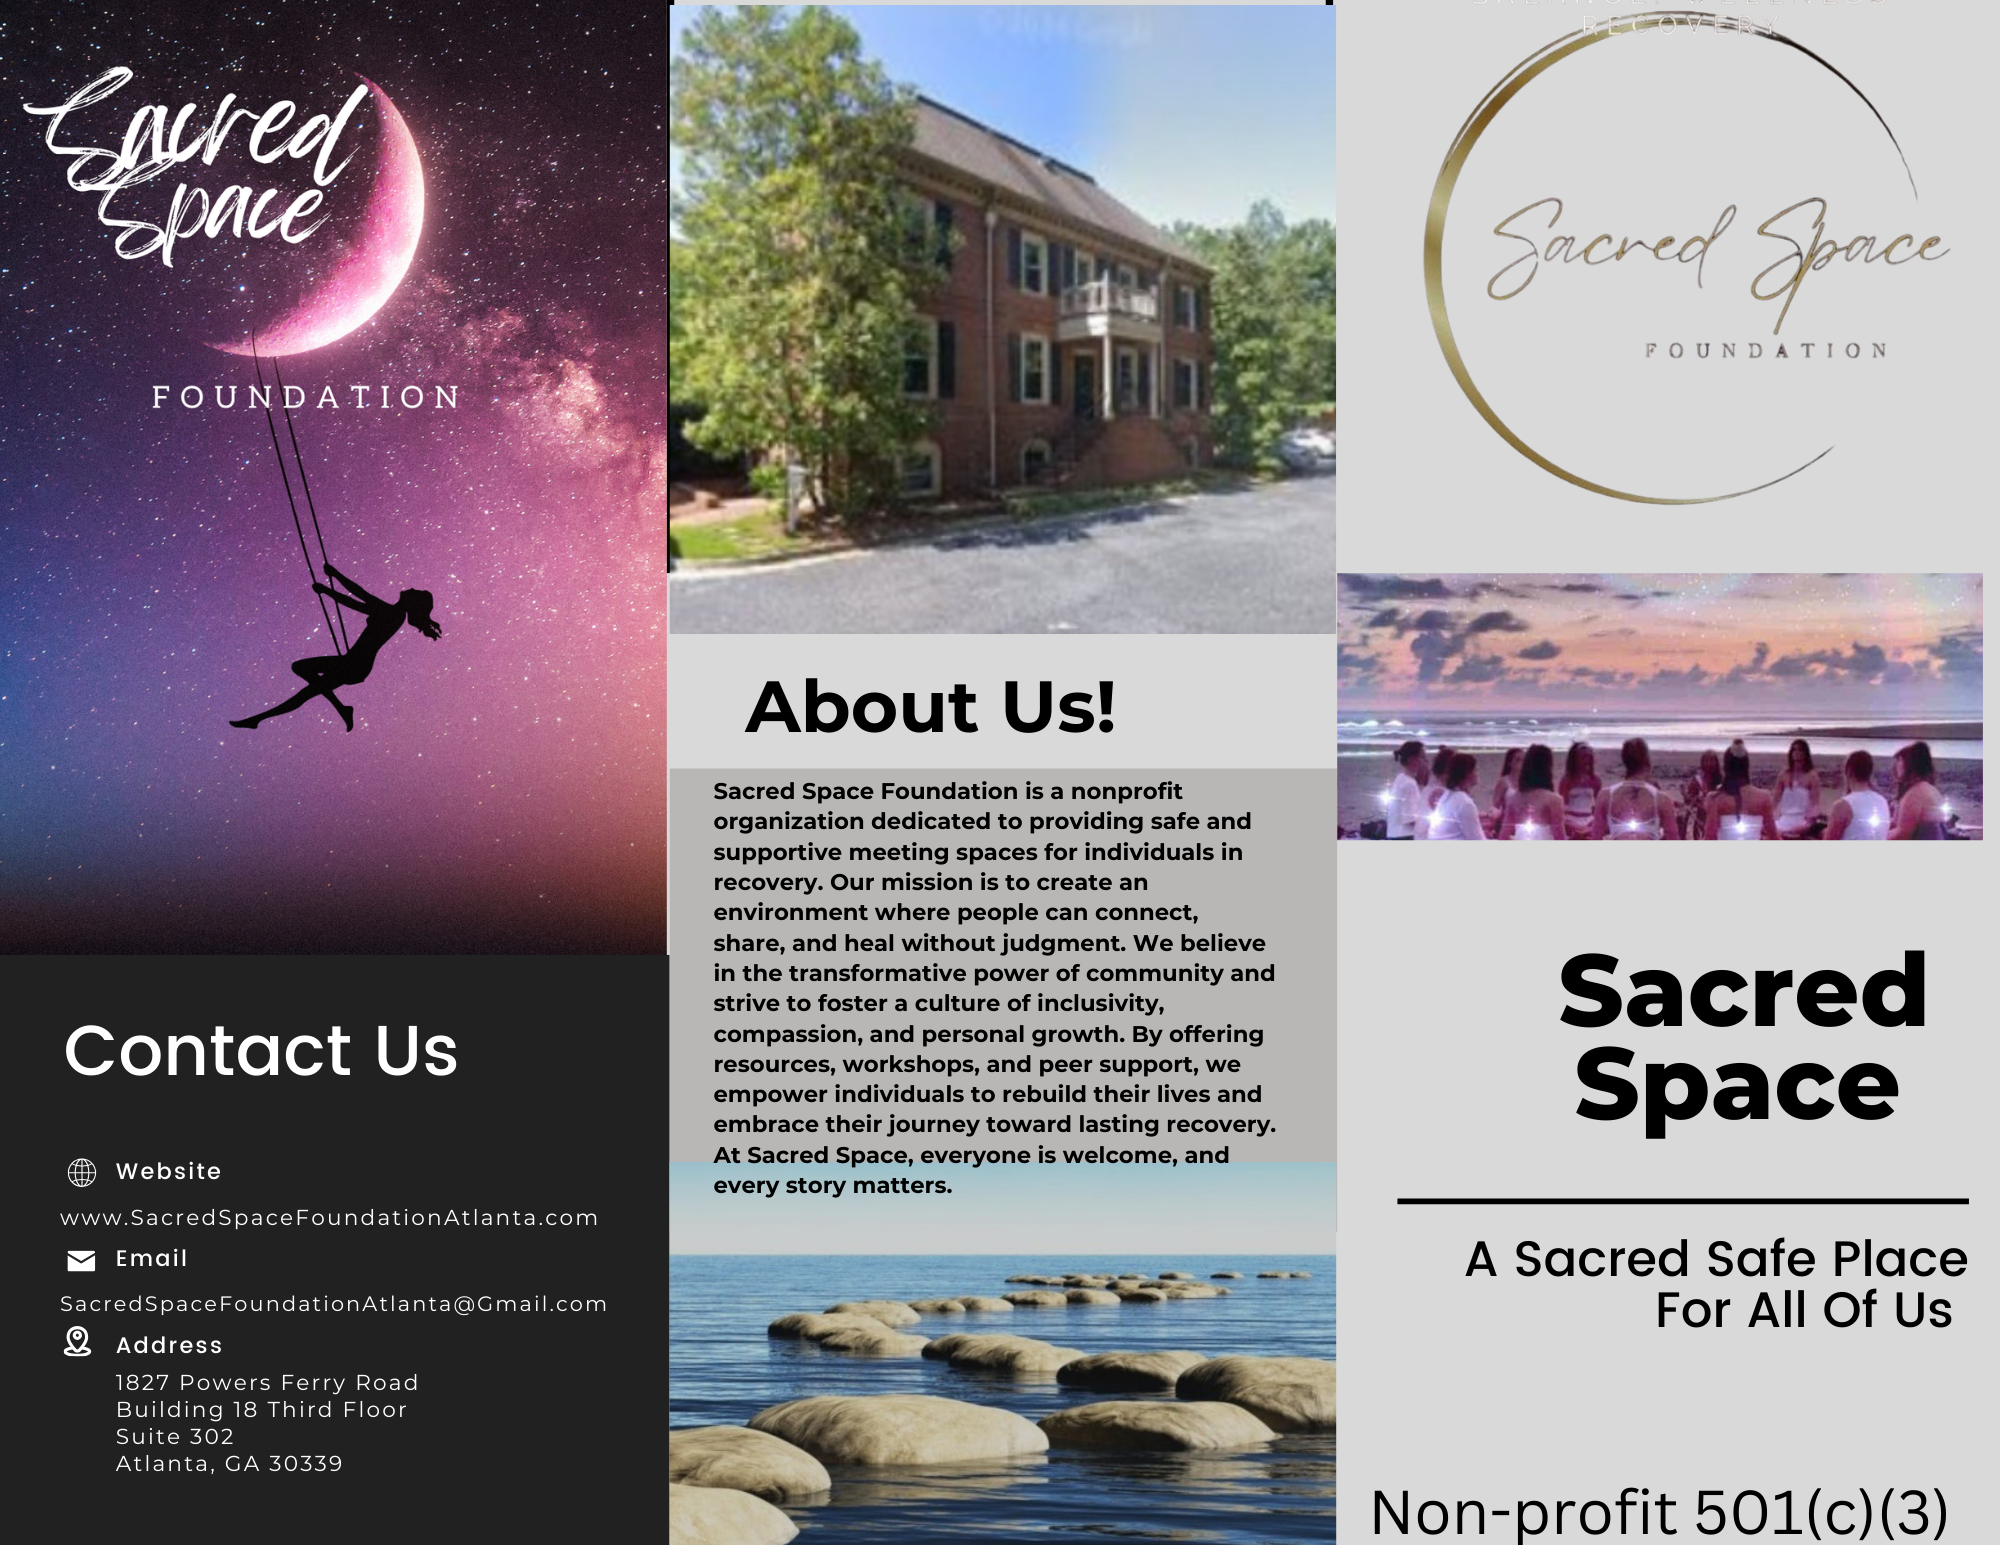 Sacred
Space
FOUNDATION
Contact Us
Website
www.SacredSpaceFoundationAtlanta.com
Email
SacredSpaceFoundationAtlanta@Gmail.com
Address
1827 Powers Ferry Road
Building 18 Third Floor
Suite 302
Atlanta, GA 30339
About Us!
Sacred Space Foundation is a nonprofit
organization dedicated to providing safe and
supportive meeting spaces for individuals in
recovery. Our mission is to create an
environment where people can connect,
share, and heal without judgment. We believe
in the transformative power of community and
strive to foster a culture of inclusivity,
compassion, and personal growth. By offering
resources, workshops, and peer support, we
empower individuals to rebuild their lives and
embrace their journey toward lasting recovery.
At Sacred Space, everyone is welcome, and
every story matters.
RECOVERY
Sacred Space
FOUNDATION
Sacred
Space
A Sacred Safe Place
For All Of Us
Non-profit 501(c)(3)